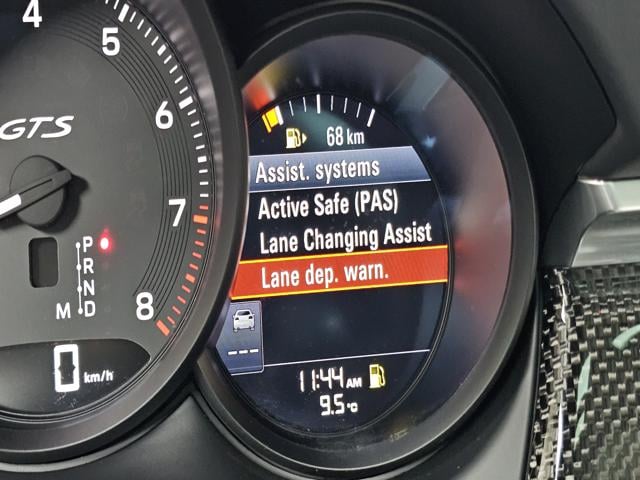 4
5
6
GTS
7
8
P
R
N
M D
0 km/h
68 km
Assist. systems
Active Safe (PAS)
Lane Changing Assist
Lane dep. warn.
---
11:44 AM
9.5 °C